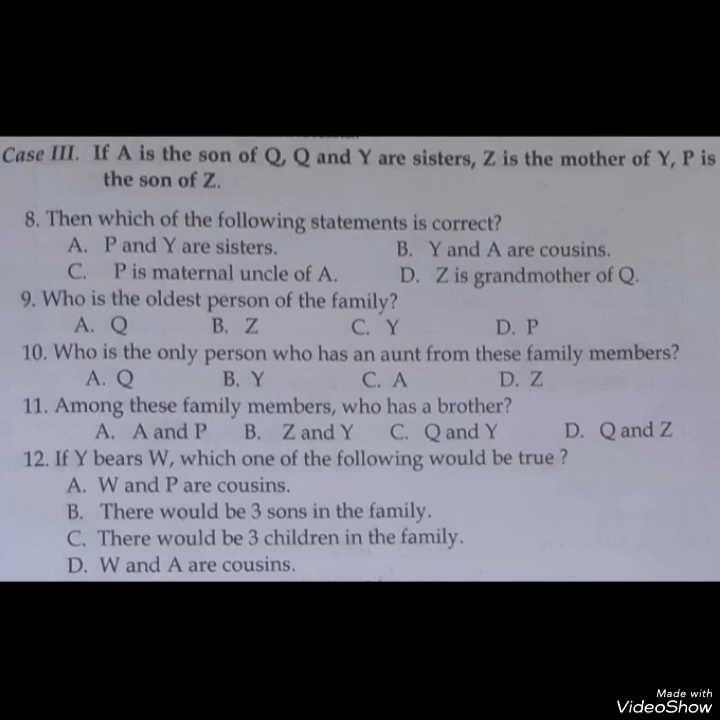 Case III. If A is the son of Q, Q and Y are sisters, Z is the mother of Y, P is
the son of Z.
8. Then which of the following statements is correct?
A. P and Y are sisters. B. Y and A are cousins.
C. P is maternal uncle of A. D. Z is grandmother of Q.
9. Who is the oldest person of the family?
A. Q B. Z C. Y D. P
10. Who is the only person who has an aunt from these family members?
A. Q B. Y C. A D. Z
11. Among these family members, who has a brother?
A. A and P B. Z and Y C. Q and Y D. Q and Z
12. If Y bears W, which one of the following would be true ?
A. W and P are cousins.
B. There would be 3 sons in the family.
C. There would be 3 children in the family.
D. W and A are cousins.
Made with
VideoShow